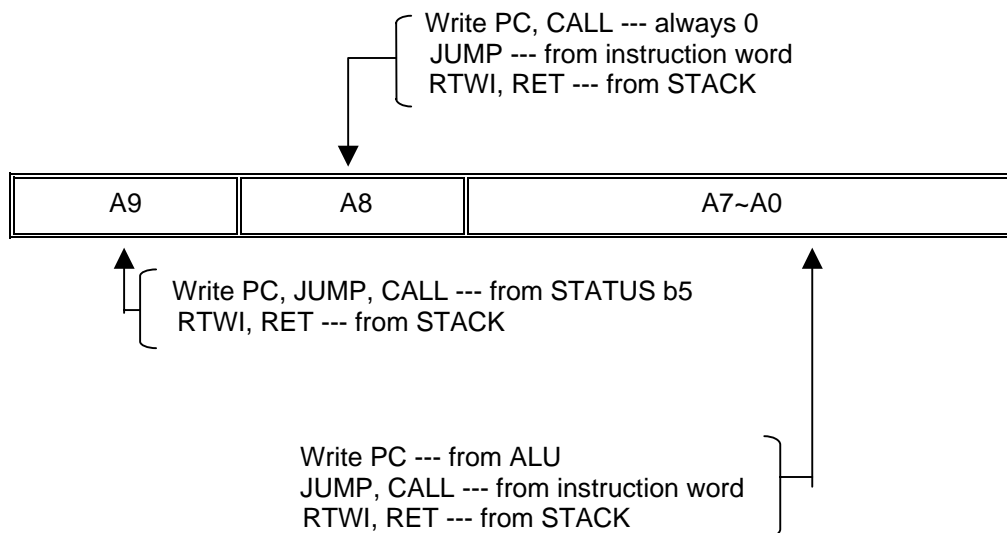 Write PC, CALL --- always 0
JUMP --- from instruction word
RTWI, RET --- from STACK
A9
A8
A7~A0
Write PC, JUMP, CALL --- from STATUS b5
RTWI, RET --- from STACK
Write PC --- from ALU
JUMP, CALL --- from instruction word
RTWI, RET --- from STACK